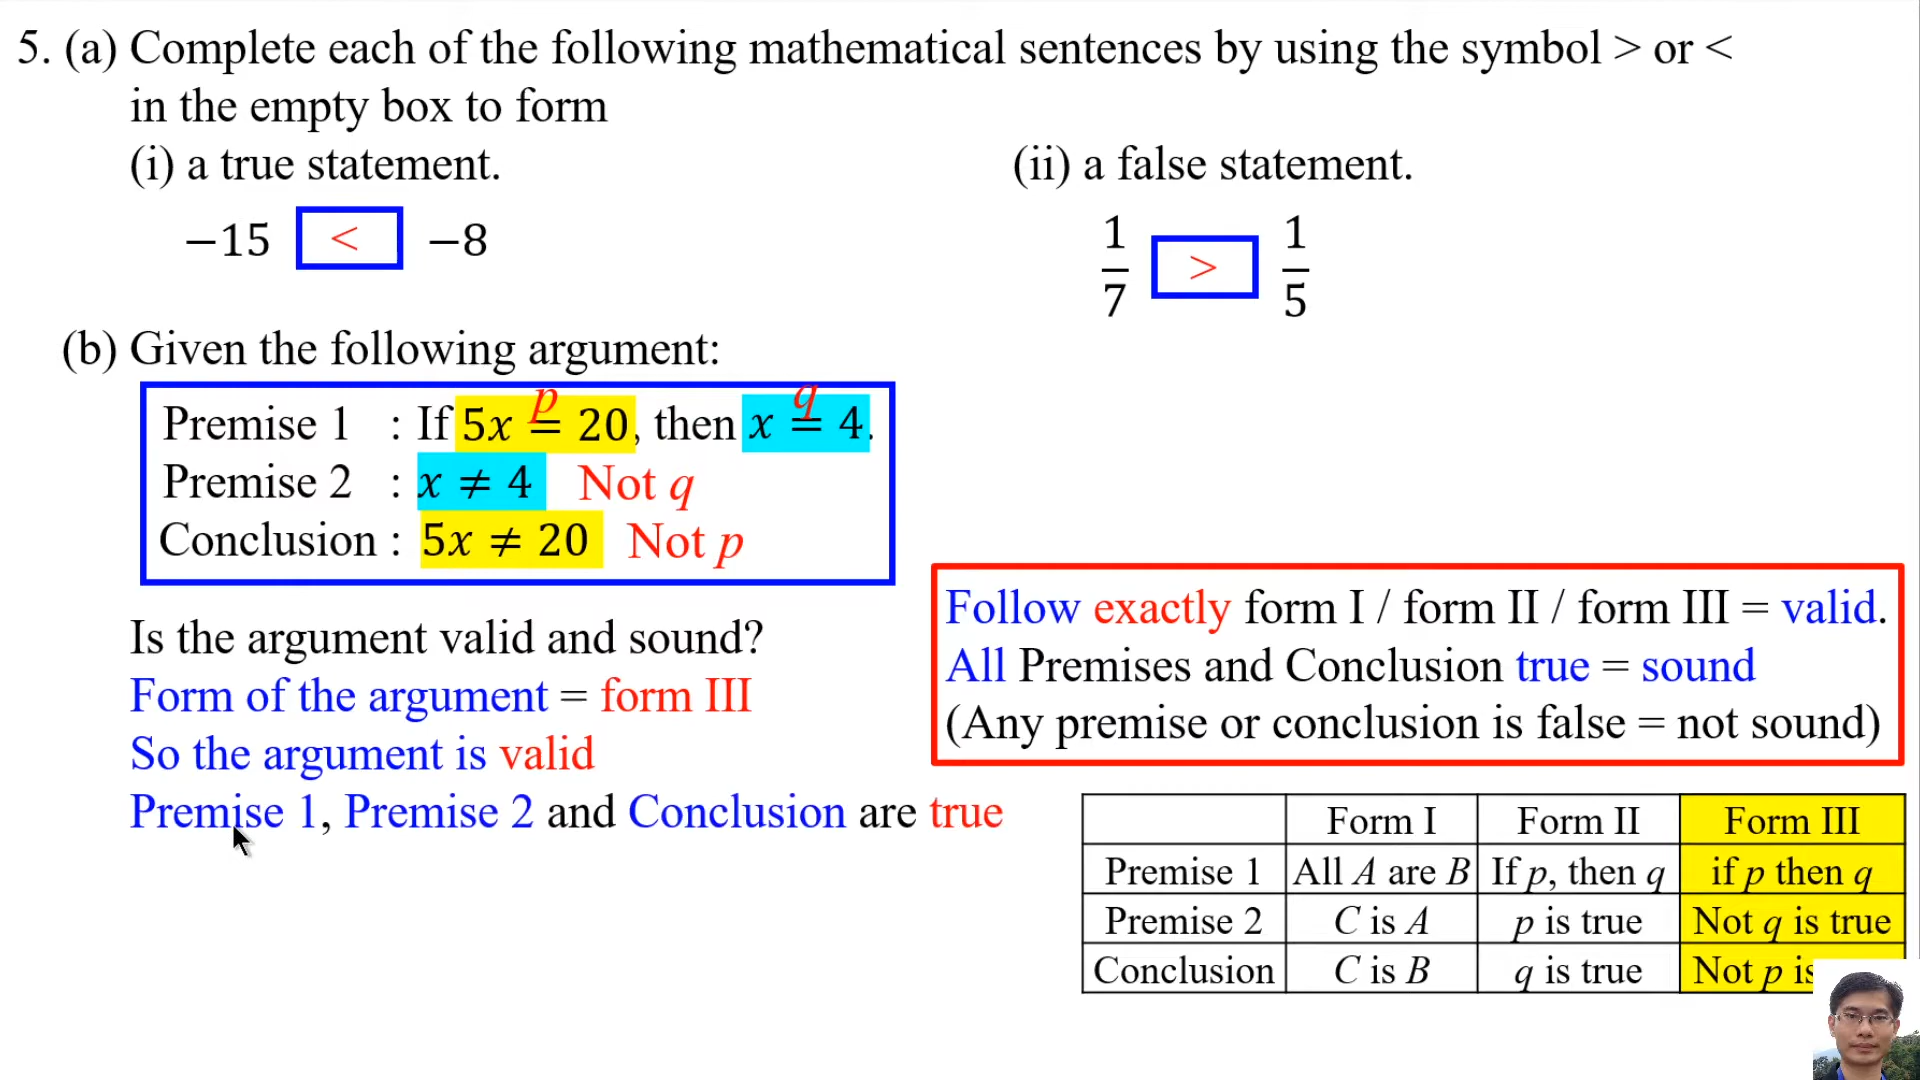 5. (a) Complete each of the following mathematical sentences by using the symbol > or <
in the empty box to form
(i) a true statement.
(ii) a false statement.
−15 < −8
1/7 > 1/5
(b) Given the following argument:
p q
Premise 1 : If 5x = 20, then x = 4.
Premise 2 : x ≠ 4 Not q
Conclusion : 5x ≠ 20 Not p
Is the argument valid and sound?
Form of the argument = form III
So the argument is valid
Premise 1, Premise 2 and Conclusion are true
Follow exactly form I / form II / form III = valid.
All Premises and Conclusion true = sound
(Any premise or conclusion is false = not sound)
Form I Form II Form III
Premise 1 All A are B If p, then q if p then q
Premise 2 C is A p is true Not q is true
Conclusion C is B q is true Not p is